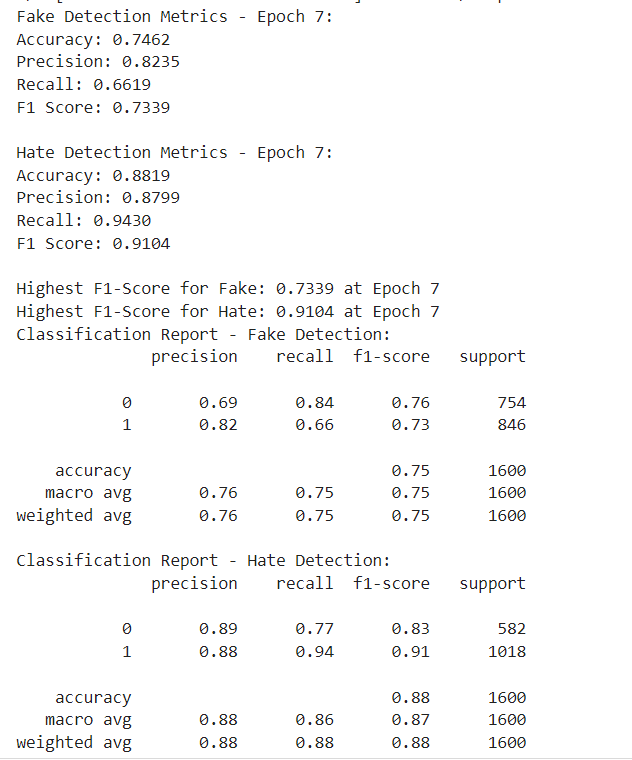 Fake Detection Metrics - Epoch 7:
Accuracy: 0.7462
Precision: 0.8235
Recall: 0.6619
F1 Score: 0.7339
Hate Detection Metrics - Epoch 7:
Accuracy: 0.8819
Precision: 0.8799
Recall: 0.9430
F1 Score: 0.9104
Highest F1-Score for Fake: 0.7339 at Epoch 7
Highest F1-Score for Hate: 0.9104 at Epoch 7
Classification Report - Fake Detection:
precision recall f1-score support
0 0.69 0.84 0.76 754
1 0.82 0.66 0.73 846
accuracy 0.75 1600
macro avg 0.76 0.75 0.75 1600
weighted avg 0.76 0.75 0.75 1600
Classification Report - Hate Detection:
precision recall f1-score support
0 0.89 0.77 0.83 582
1 0.88 0.94 0.91 1018
accuracy 0.88 1600
macro avg 0.88 0.86 0.87 1600
weighted avg 0.88 0.88 0.88 1600